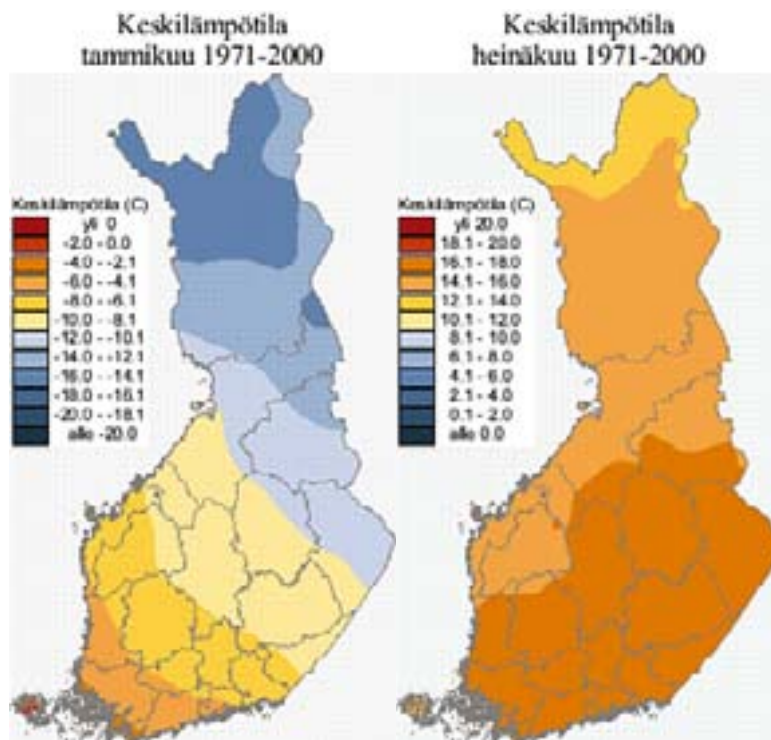 Keskilämpötila
tammikuu 1971-2000
Keskilämpötila (C)
yli 0
-2.0 - 0.0
-4.0 - -2.1
-6.0 - -4.1
-8.0 - -6.1
-10.0 - -8.1
-12.0 - -10.1
-14.0 - -12.1
-16.0 - -14.1
-18.0 - -16.1
-20.0 - -18.1
alle -20.0
Keskilämpötila
heinäkuu 1971-2000
Keskilämpötila (C)
yli 20.0
18.1 - 20.0
16.1 - 18.0
14.1 - 16.0
12.1 - 14.0
10.1 - 12.0
8.1 - 10.0
6.1 - 8.0
4.1 - 6.0
2.1 - 4.0
0.1 - 2.0
alle 0.0